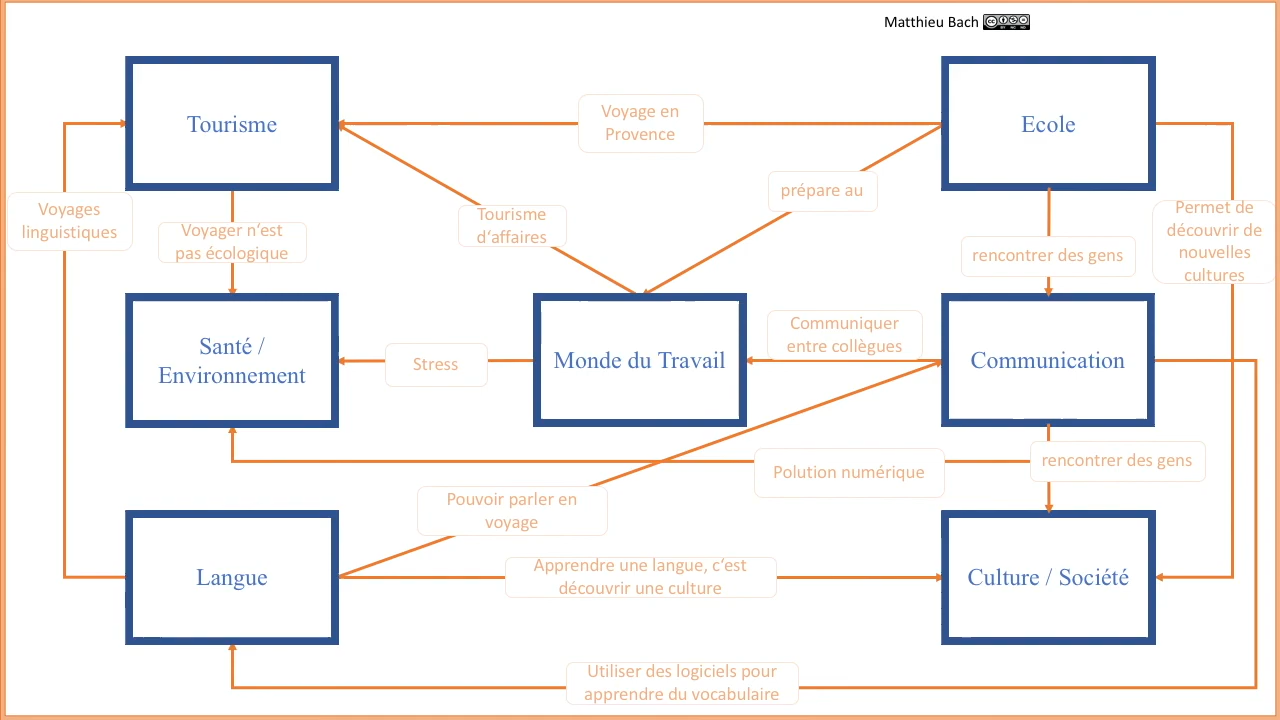 Matthieu Bach
Tourisme
Voyage en
Provence
Ecole
prépare au
Voyages
linguistiques
Voyager n'est
pas écologique
Tourisme
d'affaires
rencontrer des gens
Permet de
découvrir de
nouvelles
cultures
Santé /
Environnement
Stress
Monde du Travail
Communiquer
entre collègues
Communication
Polution numérique
rencontrer des gens
Pouvoir parler en
voyage
Langue
Apprendre une langue, c'est
découvrir une culture
Culture / Société
Utiliser des logiciels pour
apprendre du vocabulaire